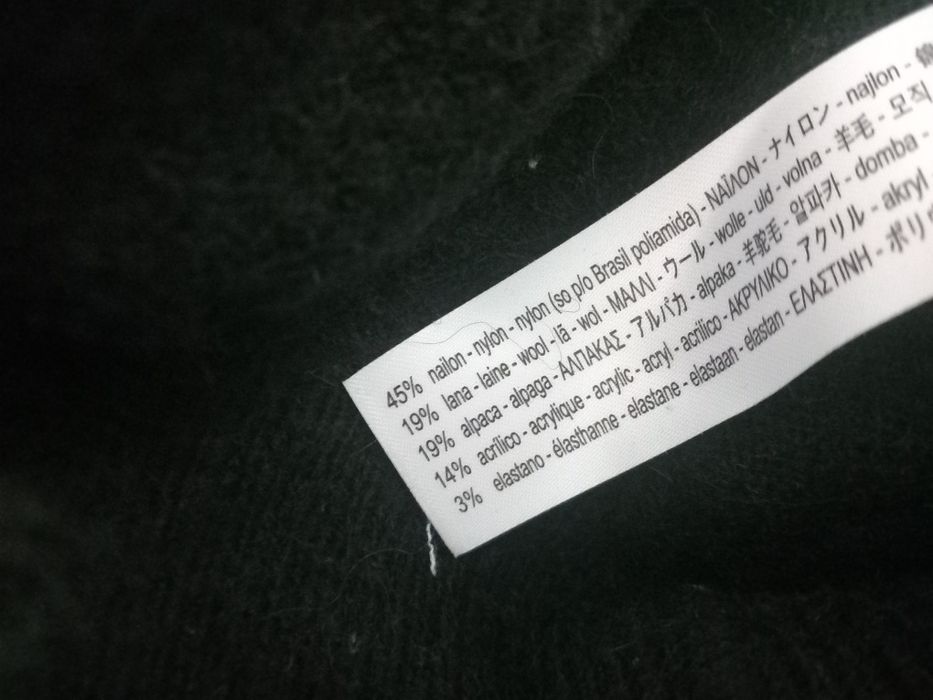 45% nailon - nylon - nylon (so p/o Brasil poliamida) - ΝΑΪΛΟΝ - ナイロン - najlon -
19% lana - laine - wool - lã - wol - ΜΑΛΛΙ - ウール - wolle - uld - volna - 羊毛 - 모직
19% alpaca - alpaga - ΑΛΠΑΚΑΣ - アルパカ - alpaka - 羊驼毛 - 알파카 - domba -
14% acrílico - acrylique - acrylic - acryl - acrilico - ΑΚΡΥΛΙΚΟ - アクリル - akryl -
3% elastano - élasthanne - elastane - elastaan - elastan - ΕΛΑΣΤΙΝΗ - ポリウ